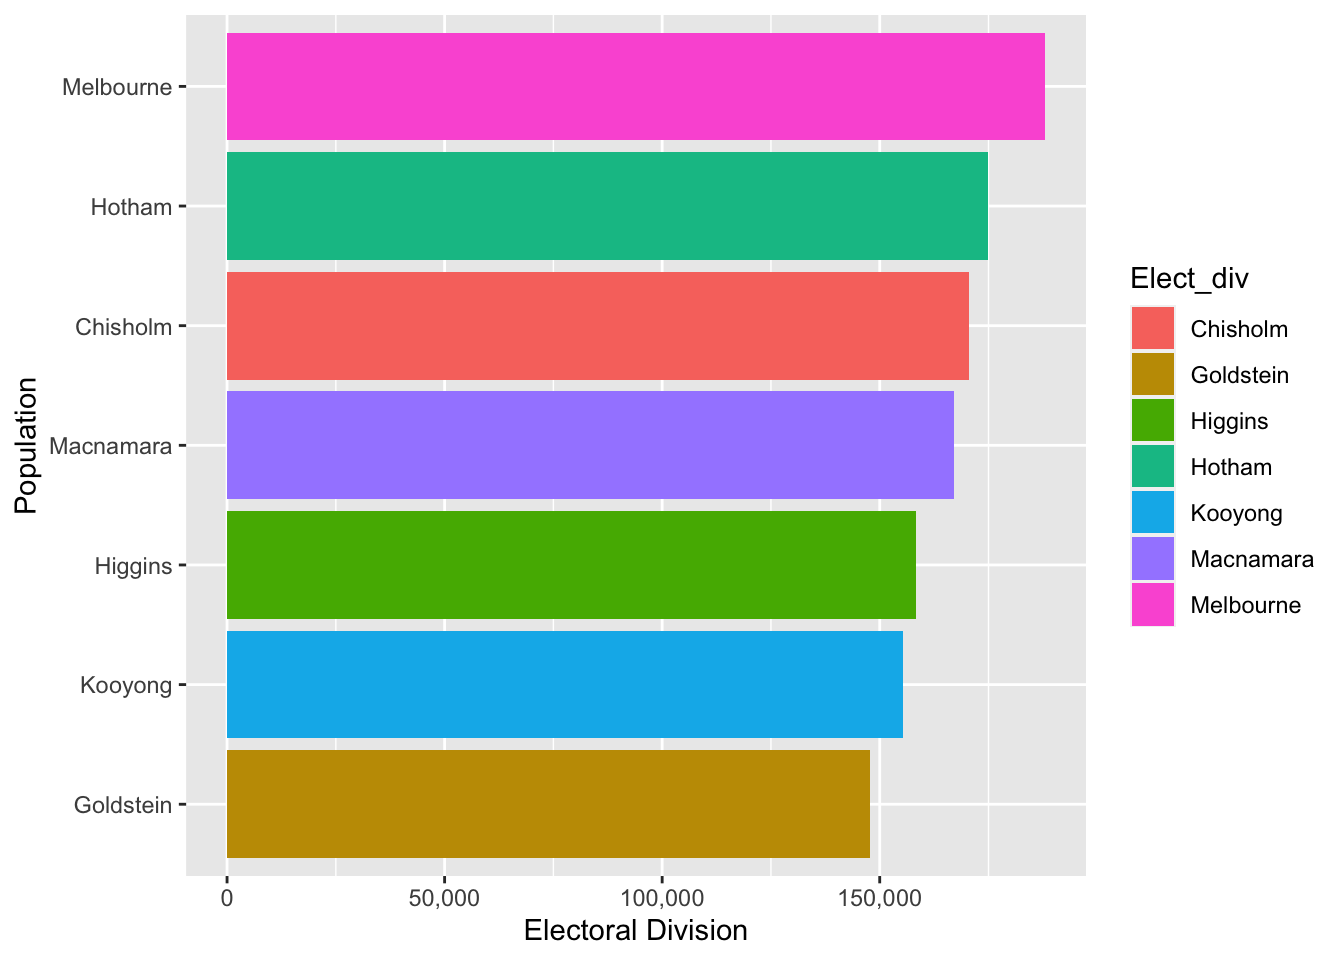 Population
Melbourne
Hotham
Chisholm
Macnamara
Higgins
Kooyong
Goldstein
0 50,000 100,000 150,000
Electoral Division
Elect_div
Chisholm
Goldstein
Higgins
Hotham
Kooyong
Macnamara
Melbourne